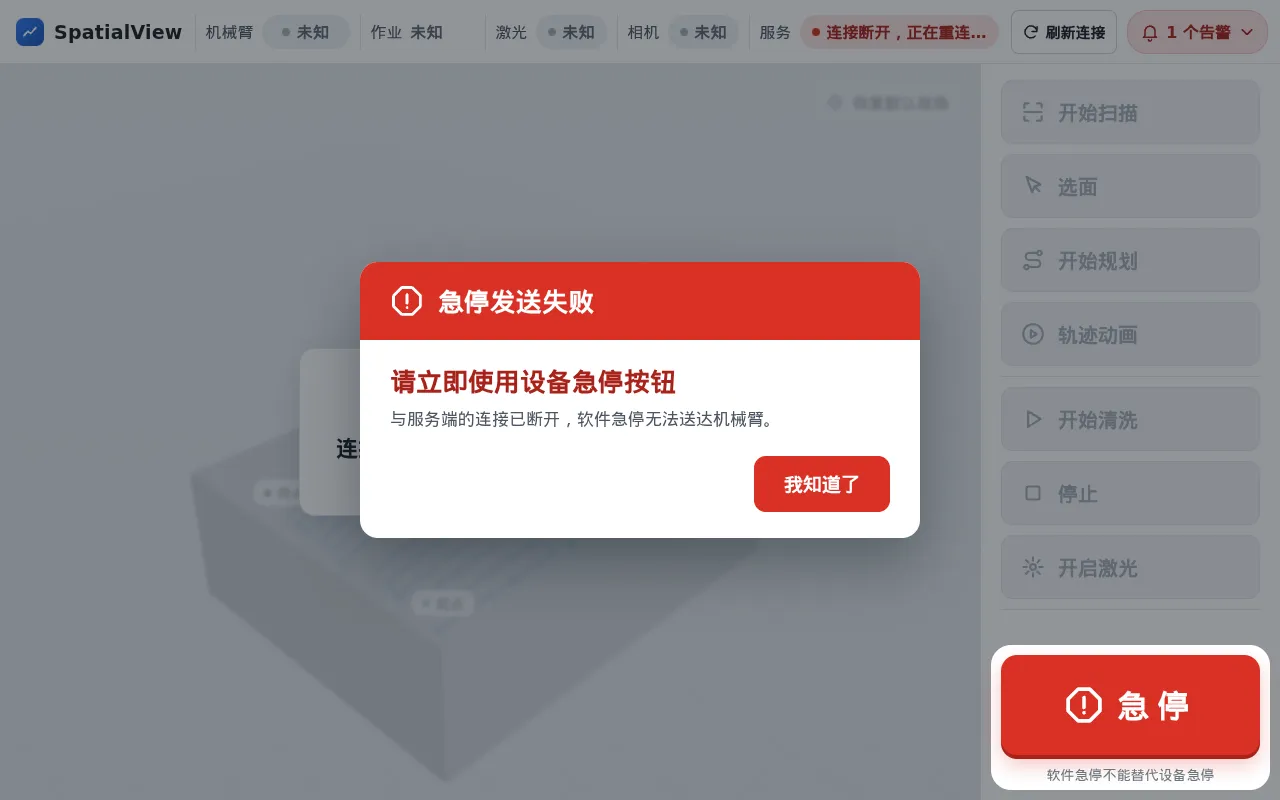 SpatialView
机械臂
未知
作业 未知
激光
未知
相机
未知
服务
连接断开，正在重连...
刷新连接
1 个告警
开始扫描
选面
开始规划
轨迹动画
开始清洗
停止
开启激光
急停发送失败
请立即使用设备急停按钮
与服务端的连接已断开，软件急停无法送达机械臂。
我知道了
连
急停
软件急停不能替代设备急停